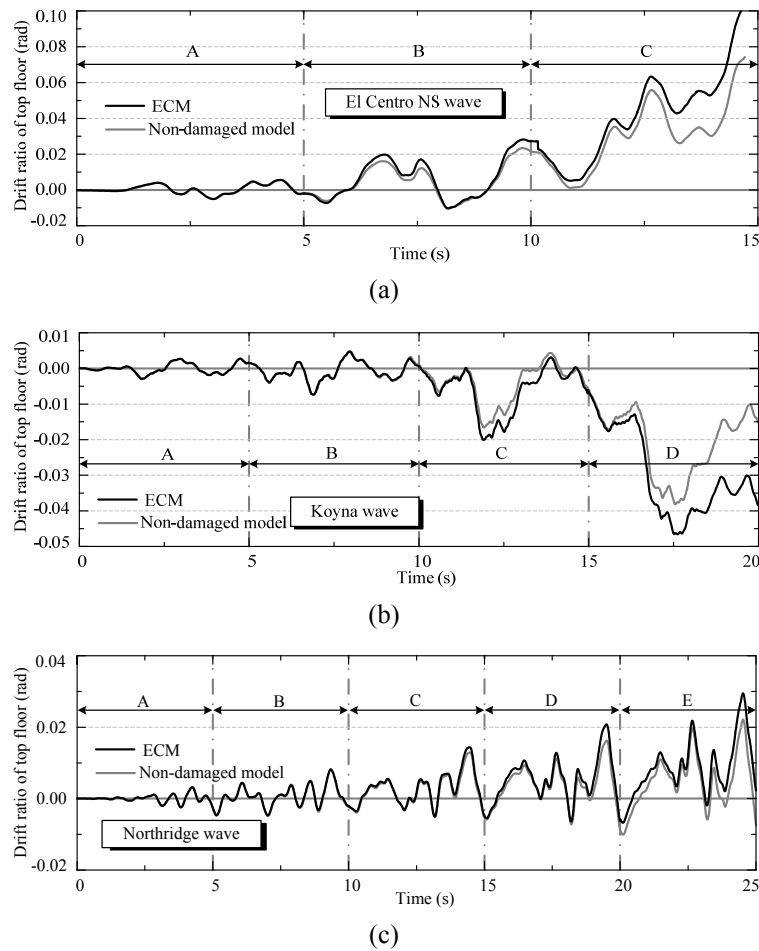 0.10
0.08
0.06
0.04
0.02
0.00
-0.02
Drift ratio of top floor (rad)
A
B
C
ECM
Non-damaged model
El Centro NS wave
0
5
10
15
Time (s)
(a)
0.01
0.00
-0.01
-0.02
-0.03
-0.04
-0.05
Drift ratio of top floor (rad)
A
B
C
D
ECM
Non-damaged model
Koyna wave
0
5
10
15
20
Time (s)
(b)
0.04
0.02
0.00
-0.02
Drift ratio of top floor (rad)
A
B
C
D
E
ECM
Non-damaged model
Northridge wave
0
5
10
15
20
25
Time (s)
(c)